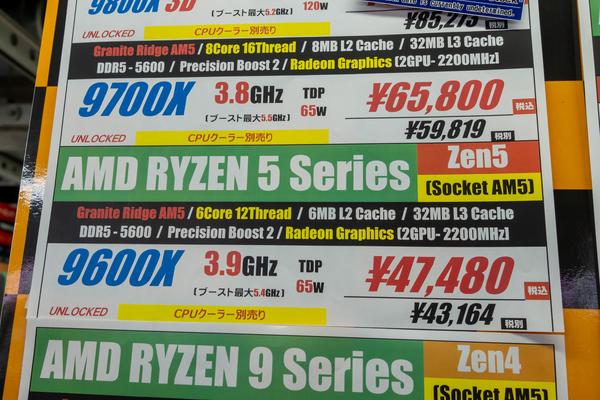 9800X3D (ブースト最大5.2GHz) 120W ¥85,273 税別
is currently undetermined.
UNLOCKED CPUクーラー別売り
Granite Ridge AM5 / 8Core 16Thread / 8MB L2 Cache / 32MB L3 Cache
DDR5 - 5600 / Precision Boost 2 / Radeon Graphics (2GPU- 2200MHz)
9700X 3.8GHz TDP ¥65,800 税込
(ブースト最大5.5GHz) 65W ¥59,819 税別
UNLOCKED CPUクーラー別売り
AMD RYZEN 5 Series Zen5
(Socket AM5)
Granite Ridge AM5 / 6Core 12Thread / 6MB L2 Cache / 32MB L3 Cache
DDR5 - 5600 / Precision Boost 2 / Radeon Graphics (2GPU- 2200MHz)
9600X 3.9GHz TDP ¥47,480 税込
(ブースト最大5.4GHz) 65W ¥43,164 税別
UNLOCKED CPUクーラー別売り
AMD RYZEN 9 Series Zen4
(Socket AM5)